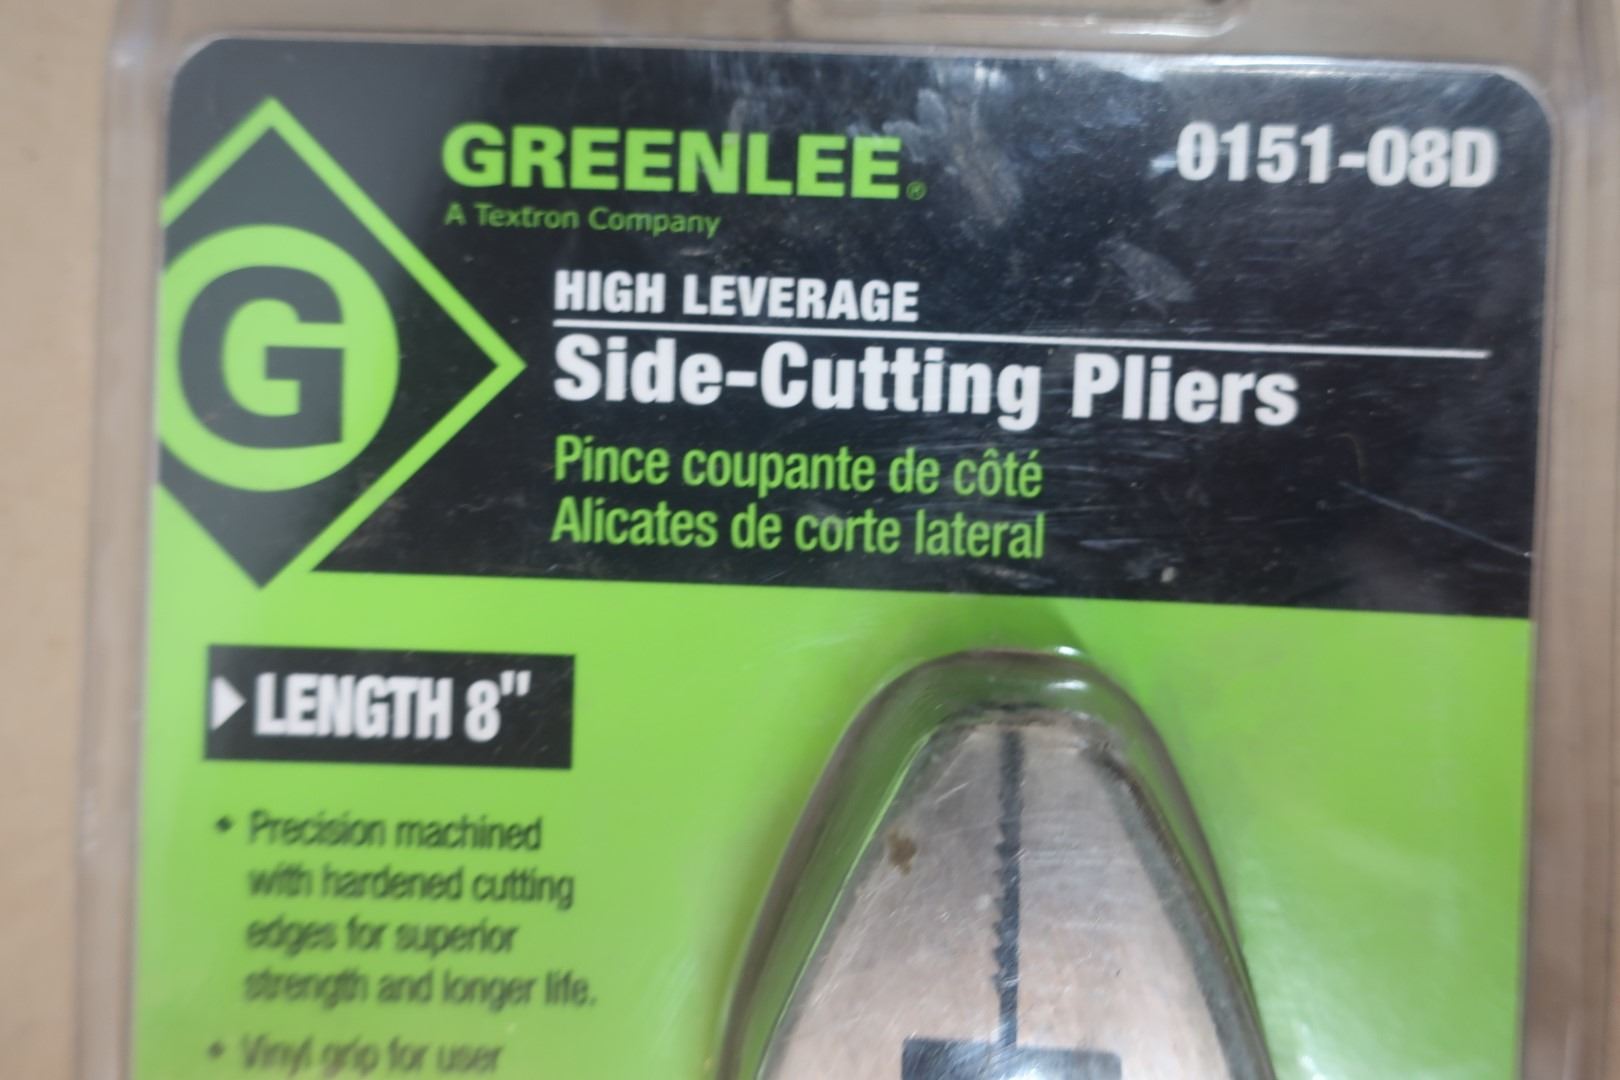 GREENLEE®
A Textron Company
0151-08D
G
HIGH LEVERAGE
Side-Cutting Pliers
Pince coupante de côté
Alicates de corte lateral
LENGTH 8"
• Precision machined
with hardened cutting
edges for superior
strength and longer life.
• Vinyl grip for user